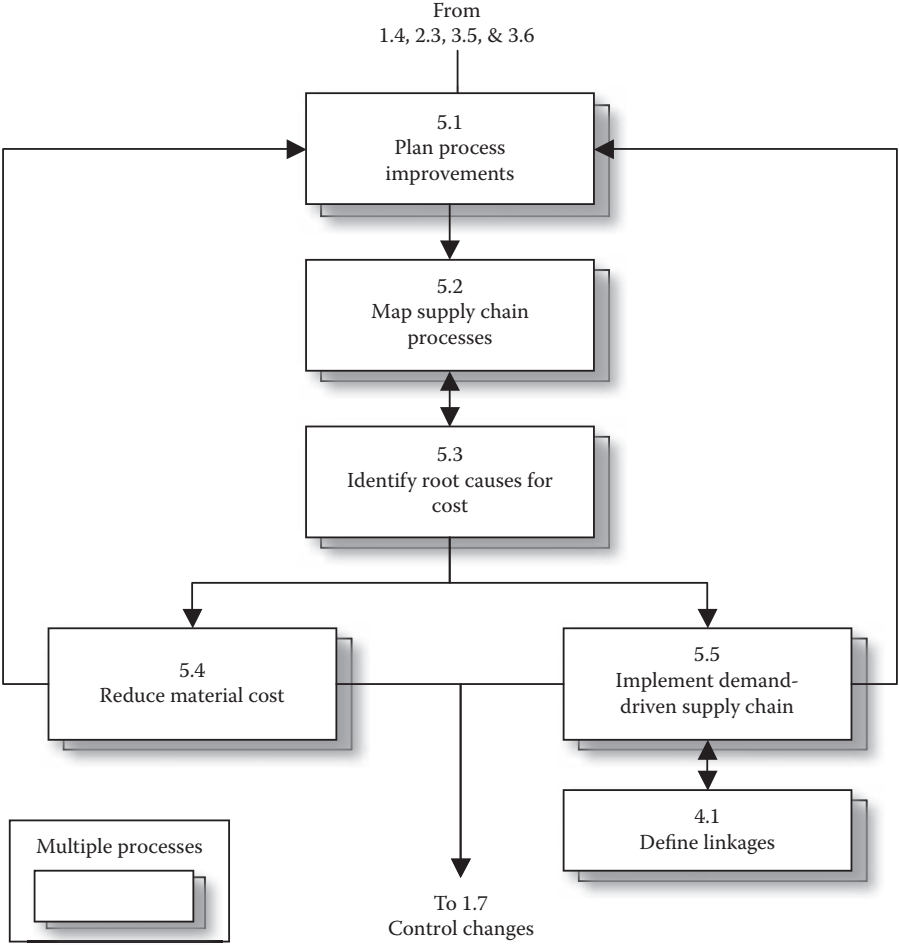 From
1.4, 2.3, 3.5, & 3.6
5.1
Plan process
improvements
5.2
Map supply chain
processes
5.3
Identify root causes for
cost
5.4
Reduce material cost
5.5
Implement demand-
driven supply chain
4.1
Define linkages
Multiple processes
To 1.7
Control changes